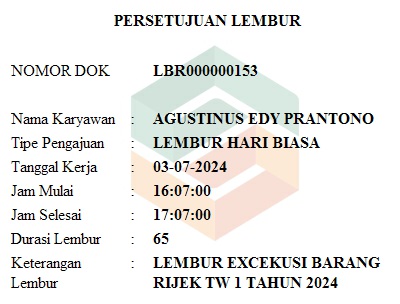 PERSETUJUAN LEMBUR
NOMOR DOK LBR000000153
Nama Karyawan : AGUSTINUS EDY PRANTONO
Tipe Pengajuan : LEMBUR HARI BIASA
Tanggal Kerja : 03-07-2024
Jam Mulai : 16:07:00
Jam Selesai : 17:07:00
Durasi Lembur : 65
Keterangan : LEMBUR EXCEKUSI BARANG
Lembur RIJEK TW 1 TAHUN 2024